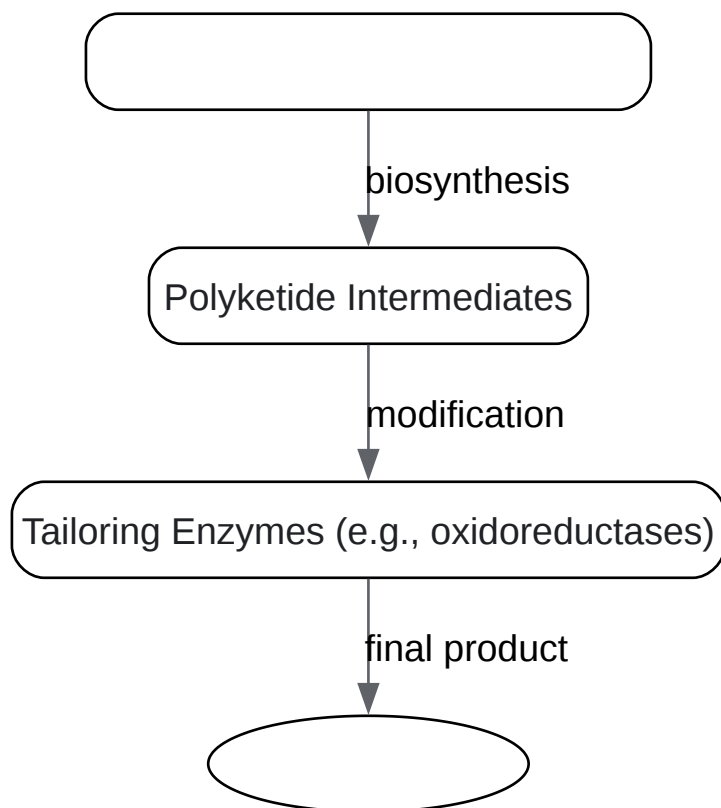 biosynthesis
Polyketide Intermediates
modification
Tailoring Enzymes (e.g., oxidoreductases)
final product